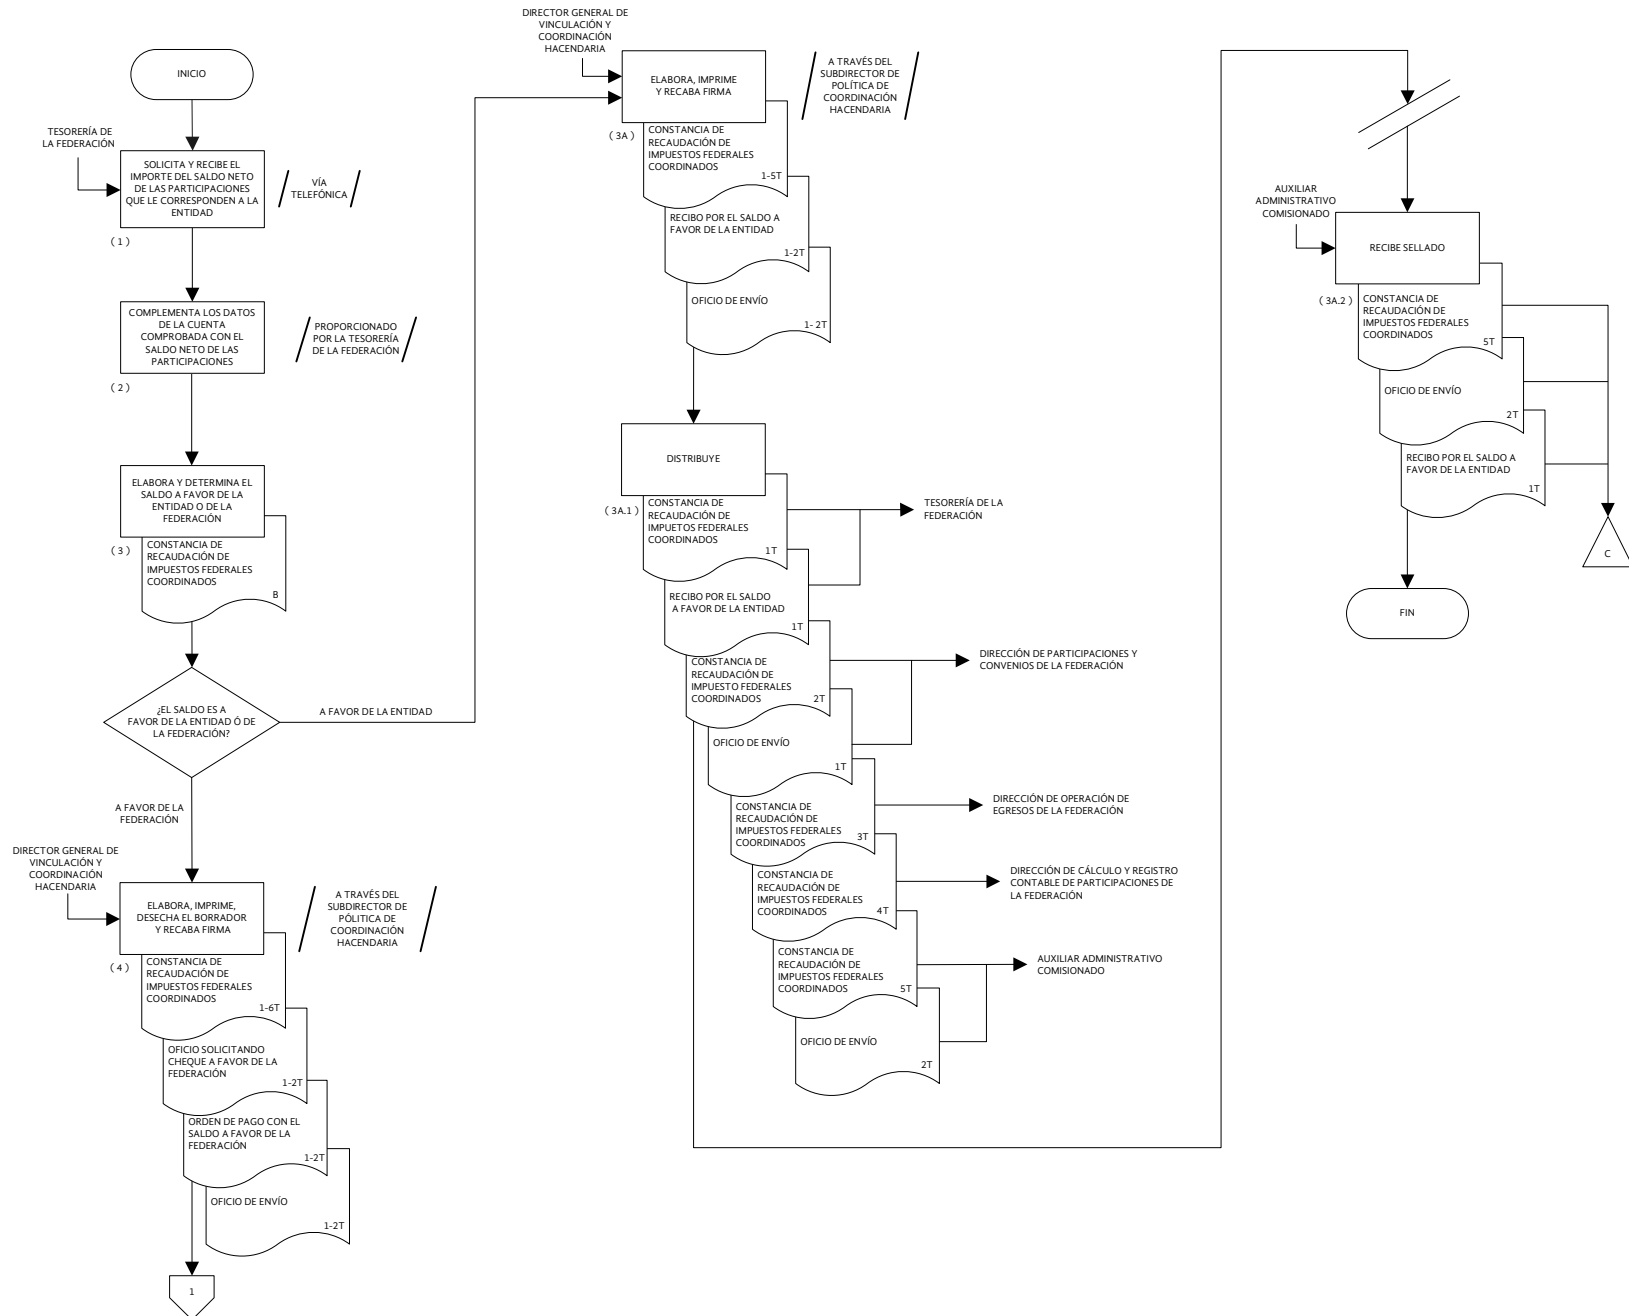 INICIO
TESORERÍA DE
LA FEDERACIÓN
SOLICITA Y RECIBE EL
IMPORTE DEL SALDO NETO
DE LAS PARTICIPACIONES
QUE LE CORRESPONDEN A LA
ENTIDAD
VÍA
TELEFÓNICA
( 1 )
COMPLEMENTA LOS DATOS
DE LA CUENTA
COMPROBADA CON EL
SALDO NETO DE LAS
PARTICIPACIONES
PROPORCIONADO
POR LA TESORERÍA
DE LA FEDERACIÓN
( 2 )
ELABORA Y DETERMINA EL
SALDO A FAVOR DE LA
ENTIDAD O DE LA
FEDERACIÓN
( 3 )
CONSTANCIA DE
RECAUDACIÓN DE
IMPUESTOS FEDERALES
COORDINADOS
B
¿EL SALDO ES A
FAVOR DE LA ENTIDAD Ó DE
LA FEDERACIÓN?
A FAVOR DE LA ENTIDAD
A FAVOR DE LA
FEDERACIÓN
DIRECTOR GENERAL DE
VINCULACIÓN Y
COORDINACIÓN
HACENDARIA
ELABORA, IMPRIME,
DESECHA EL BORRADOR
Y RECABA FIRMA
A TRAVÉS DEL
SUBDIRECTOR DE
PÓLITICA DE
COORDINACIÓN
HACENDARIA
( 4 )
CONSTANCIA DE
RECAUDACIÓN DE
IMPUESTOS FEDERALES
COORDINADOS
1-6T
OFICIO SOLICITANDO
CHEQUE A FAVOR DE LA
FEDERACIÓN
1-2T
ORDEN DE PAGO CON EL
SALDO A FAVOR DE LA
FEDERACIÓN
1-2T
OFICIO DE ENVÍO
1-2T
1
DIRECTOR GENERAL DE
VINCULACIÓN Y
COORDINACIÓN
HACENDARIA
ELABORA, IMPRIME
Y RECABA FIRMA
A TRAVÉS DEL
SUBDIRECTOR DE
POLÍTICA DE
COORDINACIÓN
HACENDARIA
( 3A )
CONSTANCIA DE
RECAUDACIÓN DE
IMPUESTOS FEDERALES
COORDINADOS
1-5T
RECIBO POR EL SALDO A
FAVOR DE LA ENTIDAD
1-2T
OFICIO DE ENVÍO
1- 2T
DISTRIBUYE
( 3A.1 )
CONSTANCIA DE
RECAUDACIÓN DE
IMPUETOS FEDERALES
COORDINADOS
1T
TESORERÍA DE LA
FEDERACIÓN
RECIBO POR EL SALDO
A FAVOR DE LA ENTIDAD
1T
CONSTANCIA DE
RECAUDACIÓN DE
IMPUESTO FEDERALES
COORDINADOS
2T
DIRECCIÓN DE PARTICIPACIONES Y
CONVENIOS DE LA FEDERACIÓN
OFICIO DE ENVÍO
1T
CONSTANCIA DE
RECAUDACIÓN DE
IMPUESTOS FEDERALES
COORDINADOS
3T
DIRECCIÓN DE OPERACIÓN DE
EGRESOS DE LA FEDERACIÓN
CONSTANCIA DE
RECAUDACIÓN DE
IMPUESTOS FEDERALES
COORDINADOS
4T
DIRECCIÓN DE CÁLCULO Y REGISTRO
CONTABLE DE PARTICIPACIONES DE
LA FEDERACIÓN
CONSTANCIA DE
RECAUDACIÓN DE
IMPUESTOS FEDERALES
COORDINADOS
5T
AUXILIAR ADMINISTRATIVO
COMISIONADO
OFICIO DE ENVÍO
2T
AUXILIAR
ADMINISTRATIVO
COMISIONADO
RECIBE SELLADO
( 3A.2 )
CONSTANCIA DE
RECAUDACIÓN DE
IMPUESTOS FEDERALES
COORDINADOS
5T
OFICIO DE ENVÍO
2T
RECIBO POR EL SALDO A
FAVOR DE LA ENTIDAD
1T
C
FIN